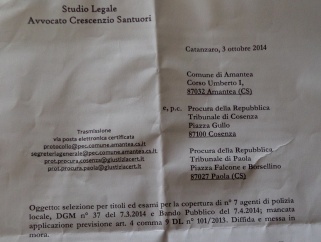 Studio Legale
Avvocato Crescenzio Santuori
Catanzaro, 3 ottobre 2014
Comune di Amantea
Corso Umberto I,
87032 Amantea (CS)
e, p.c. Procura della Repubblica
Tribunale di Cosenza
Piazza Gullo
87100 Cosenza
Trasmissione
via posta elettronica certificata
protocollo@pec.comune.amantea.cs.it
segretariogenerale@pec.comune.amantea.cs.it
prot.procura.cosenza@giustiziacert.it
prot.procura.paola@giustiziacert.it
Procura della Repubblica
Tribunale di Paola
Piazza Falcone e Borsellino
87027 Paola (CS)
Oggetto: selezione per titoli ed esami per la copertura di n° 7 agenti di polizia
locale, DGM n° 37 del 7.3.2014 e Bando Pubblico del 7.4.2014; mancata
applicazione previsione art. 4 comma 9 DL n° 101/2013. Diffida e messa in
mora.